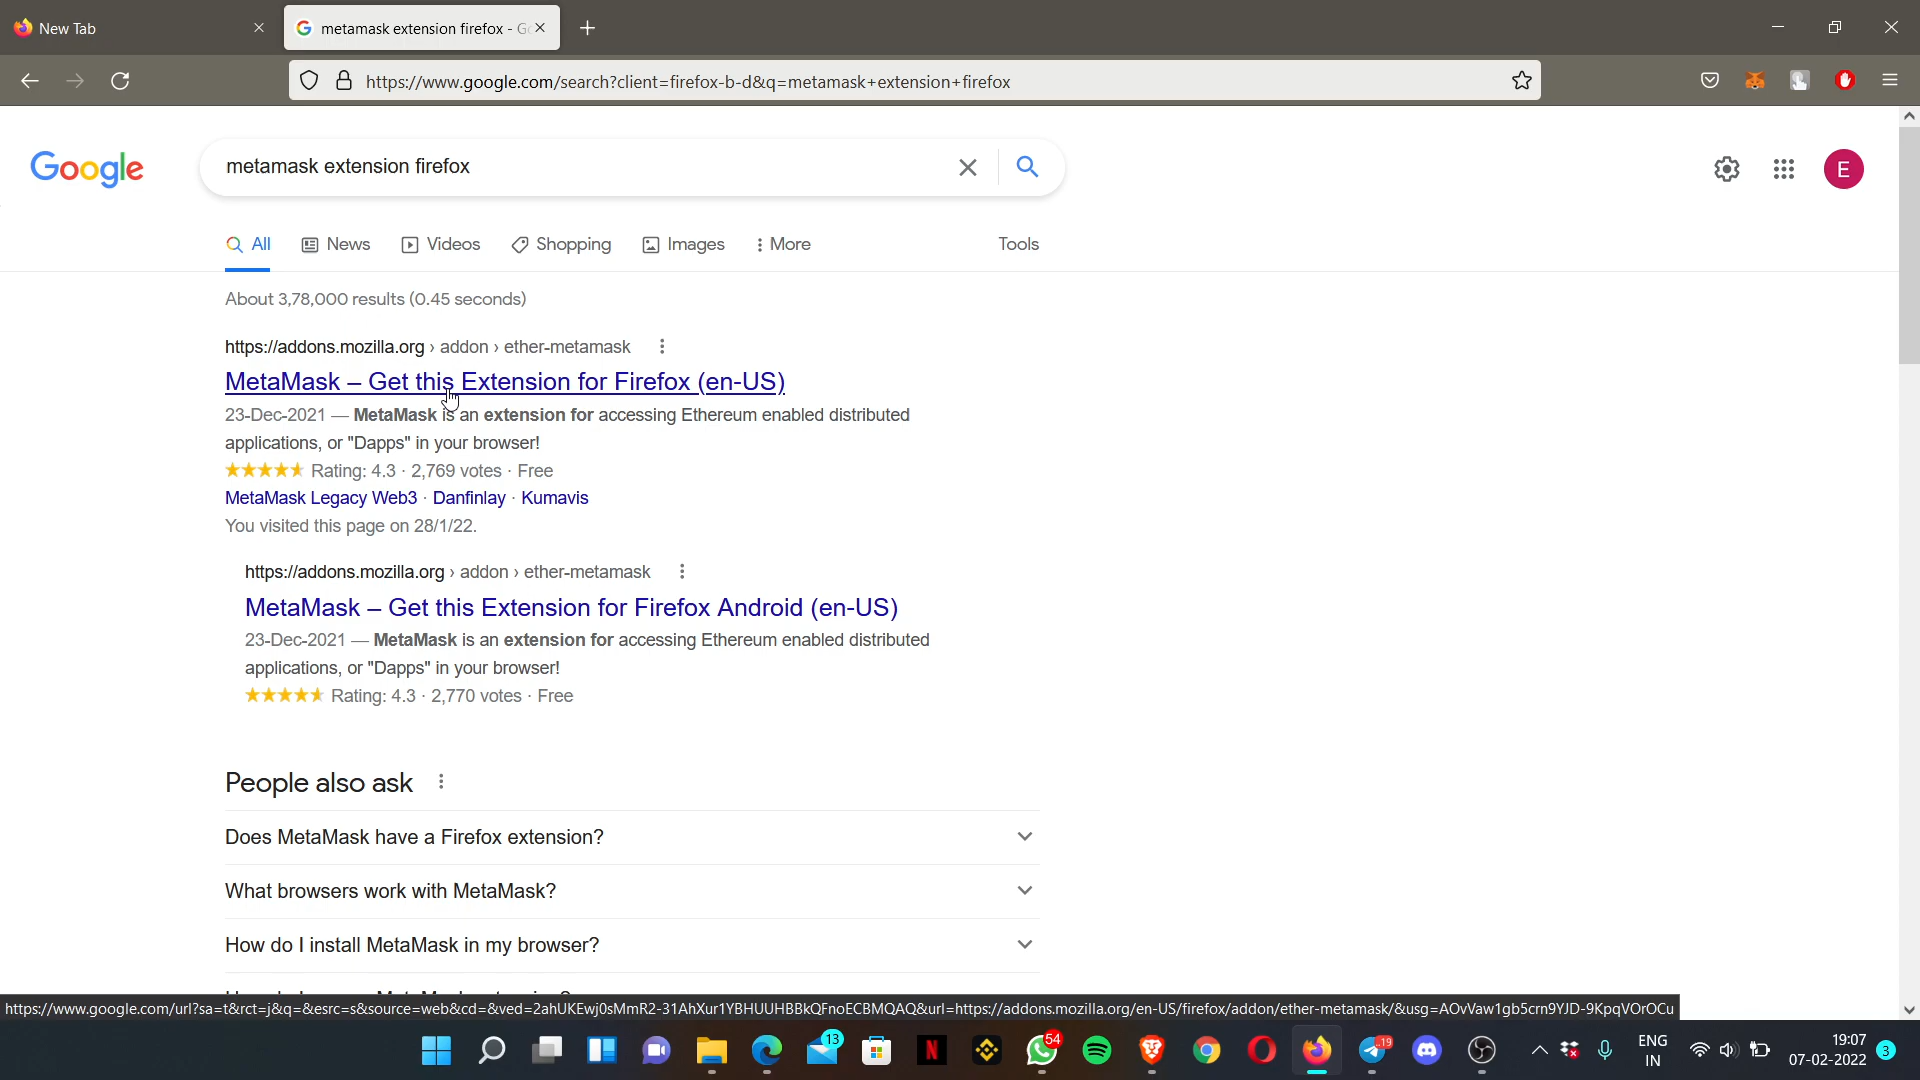 New Tab
metamask extension firefox - Go
https://www.google.com/search?client=firefox-b-d&q=metamask+extension+firefox
Google
metamask extension firefox
E
All News Videos Shopping Images More Tools
About 3,78,000 results (0.45 seconds)
https://addons.mozilla.org › addon › ether-metamask
MetaMask – Get this Extension for Firefox (en-US)
23-Dec-2021 — MetaMask is an extension for accessing Ethereum enabled distributed
applications, or "Dapps" in your browser!
Rating: 4.3 · 2,769 votes · Free
MetaMask Legacy Web3 · Danfinlay · Kumavis
You visited this page on 28/1/22.
https://addons.mozilla.org › addon › ether-metamask
MetaMask – Get this Extension for Firefox Android (en-US)
23-Dec-2021 — MetaMask is an extension for accessing Ethereum enabled distributed
applications, or "Dapps" in your browser!
Rating: 4.3 · 2,770 votes · Free
People also ask
Does MetaMask have a Firefox extension?
What browsers work with MetaMask?
How do I install MetaMask in my browser?
https://www.google.com/url?sa=t&rct=j&q=&esrc=s&source=web&cd=&ved=2ahUKEwj0sMmR2-31AhXur1YBHUUHBBkQFnoECBMQAQ&url=https://addons.mozilla.org/en-US/firefox/addon/ether-metamask/&usg=AOvVaw1gb5crn9YJD-9KpqVOrOCu
13
N
54
..19
ENG
IN
19:07
07-02-2022
3